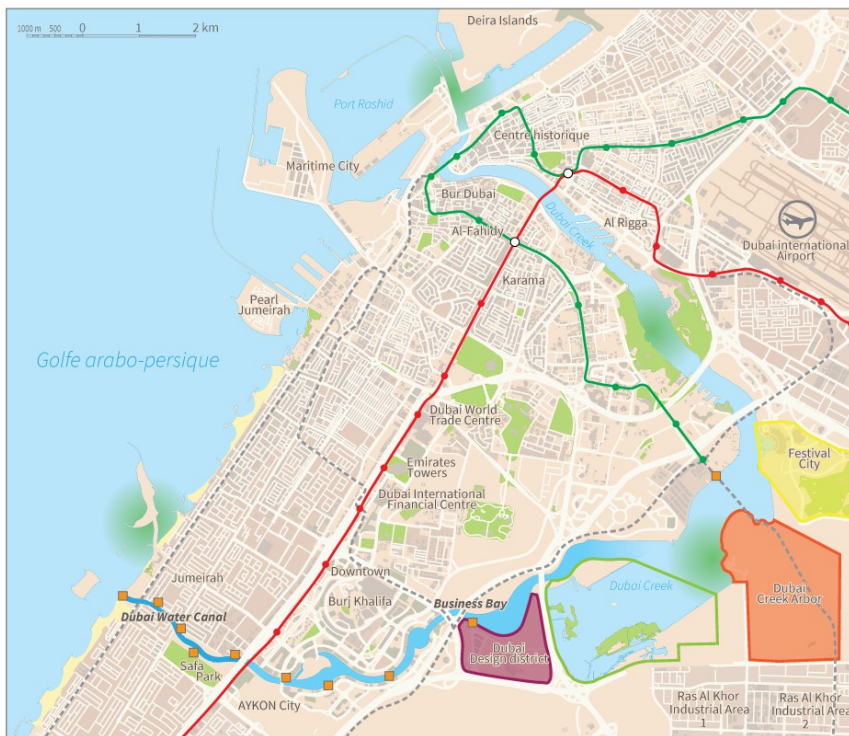 Deira Islands
1000 m 500 0 1 2 km
Port Rashid
Centre historique
Maritime City
Bur Dubai
Al-Fahidy
Dubai Creek
Al Rigga
Dubai international
Airport
Karama
Pearl
Jumeirah
Golfe arabo-persique
Dubai World
Trade Centre
Festival
City
Emirates
Towers
Dubai International
Financial Centre
Downtown
Jumeirah
Burj Khalifa
Business Bay
Dubai Creek
Dubai
Creek Arbor
Dubai Water Canal
Dubai
Design district
Safa
Park
AYKON City
Ras Al Khor
Industrial Area
1
Ras Al Khor
Industrial Area
2